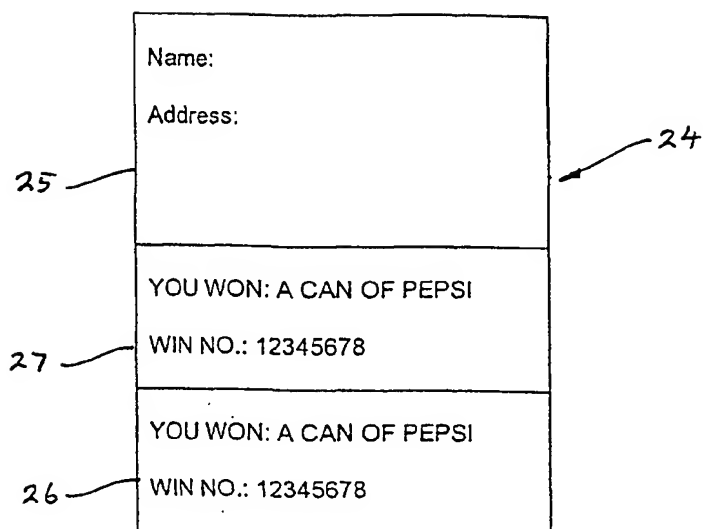 Name:
Address:
24
25
YOU WON: A CAN OF PEPSI
WIN NO.: 12345678
27
YOU WON: A CAN OF PEPSI
WIN NO.: 12345678
26